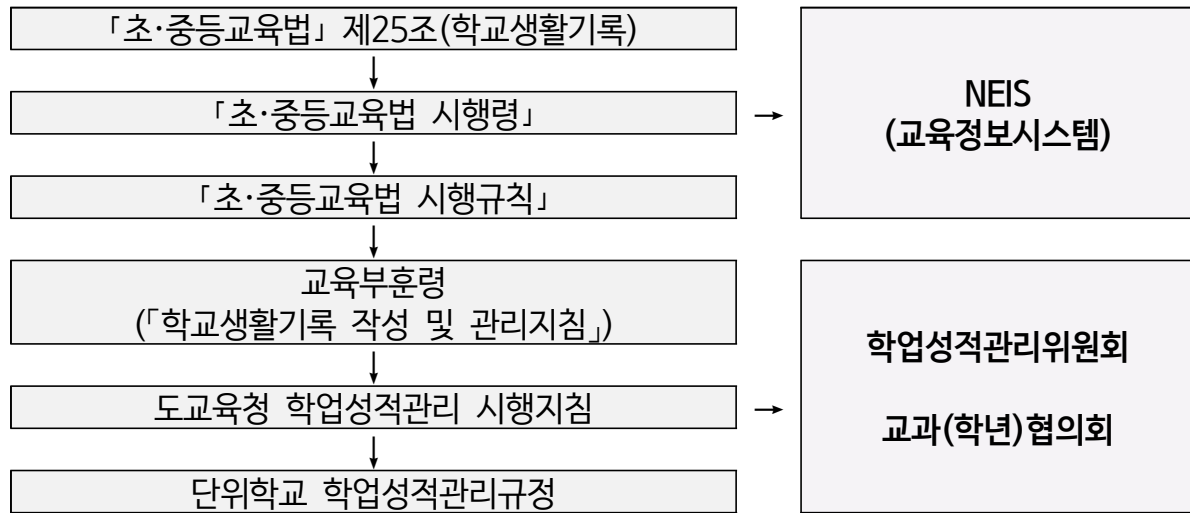 「초·중등교육법」 제25조(학교생활기록)
「초·중등교육법 시행령」
「초·중등교육법 시행규칙」
교육부훈령
(「학교생활기록 작성 및 관리지침」)
도교육청 학업성적관리 시행지침
단위학교 학업성적관리규정
NEIS
(교육정보시스템)
학업성적관리위원회
교과(학년)협의회